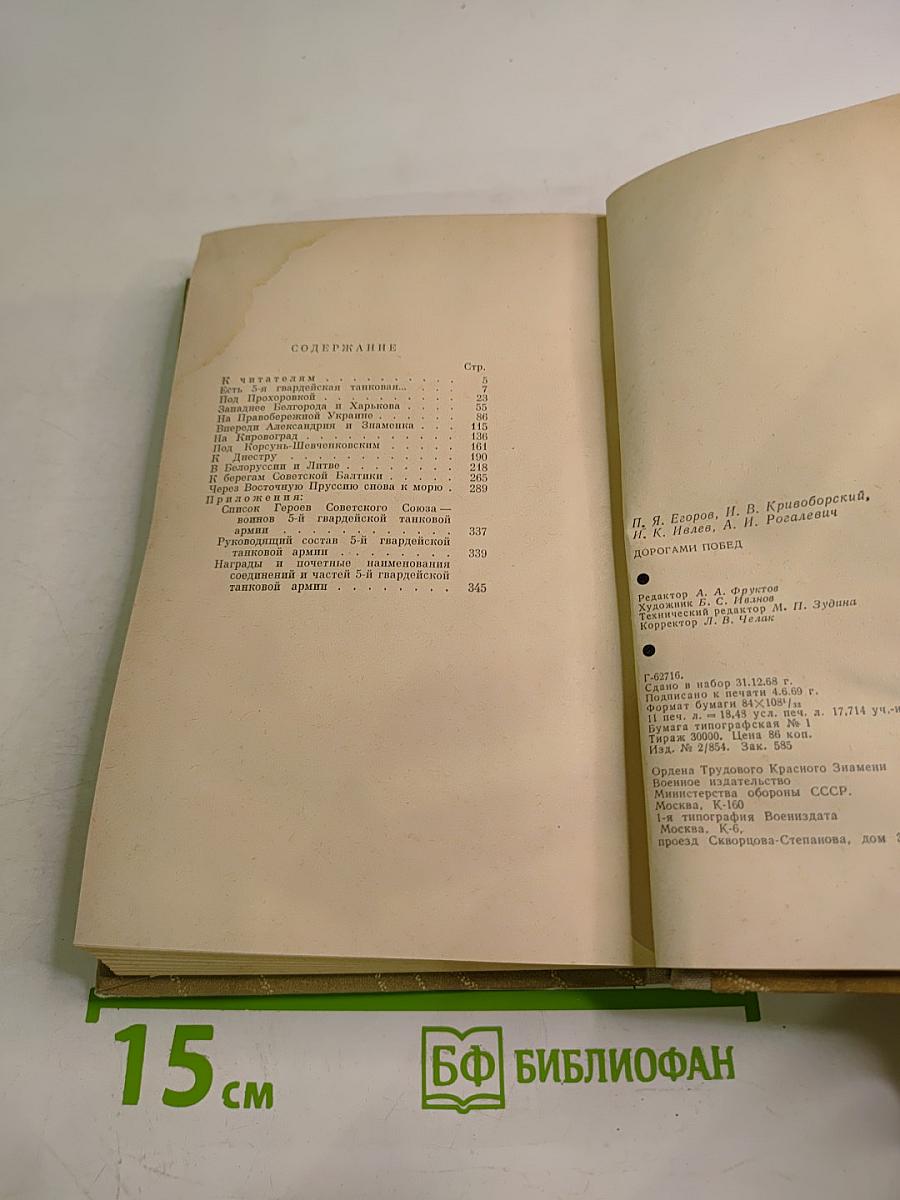 СОДЕРЖАНИЕ
Стр.
К читателям . . . . . . . . . . 5
Есть 5-я гвардейская танковая... . . . 7
Под Прохоровкой . . . . . . . . . . 23
Западнее Белгорода и Харькова . . . . 55
На Правобережной Украине . . . . . . 86
Впереди Александрия и Знаменка . . . 115
На Кировоград . . . . . . . . . . . 136
Под Корсунь-Шевченковским . . . . . 161
К Днестру . . . . . . . . . . . . 190
В Белоруссии и Литве . . . . . . . . 218
К берегам Советской Балтики . . . . . 265
Через Восточную Пруссию снова к морю . 289
Приложения:
Список Героев Советского Союза —
воинов 5-й гвардейской танковой
армии . . . . . . . . . . . . 337
Руководящий состав 5-й гвардейской
танковой армии . . . . . . . . 339
Награды и почетные наименования
соединений и частей 5-й гвардейской
танковой армии . . . . . . . . 345
П. Я. Егоров, И. В. Кривоборский,
И. К. Ивлев, А. И. Рогалевич
ДОРОГАМИ ПОБЕД
Редактор А. А. Фруктов
Художник Б. С. Иванов
Технический редактор М. П. Зудина
Корректор Л. В. Челак
Г-62716.
Сдано в набор 31.12.68 г.
Подписано к печати 4.6.69 г.
Формат бумаги 84×108¹/₃₂
11 печ. л. = 18,48 усл. печ. л. 17,714 уч.-и
Бумага типографская № 1
Тираж 30000. Цена 86 коп.
Изд. № 2/854. Зак. 585
Ордена Трудового Красного Знамени
Военное издательство
Министерства обороны СССР.
Москва, К-160
1-я типография Воениздата
Москва, К-6,
проезд Скворцова-Степанова, дом
15 см
БФ БИБЛИОФАН